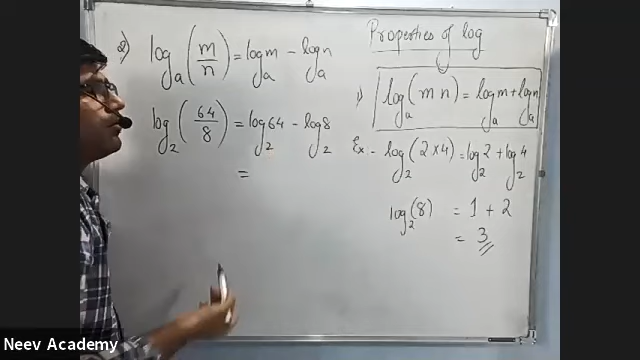 Properties of log
1) log_a (m n) = log_a m + log_a n
Ex - log_2 (2 × 4) = log_2 2 + log_2 4
log_2 (8) = 1 + 2
= 3
2) log_a (m/n) = log_a m - log_a n
log_2 (64/8) = log_2 64 - log_2 8
=
Neev Academy